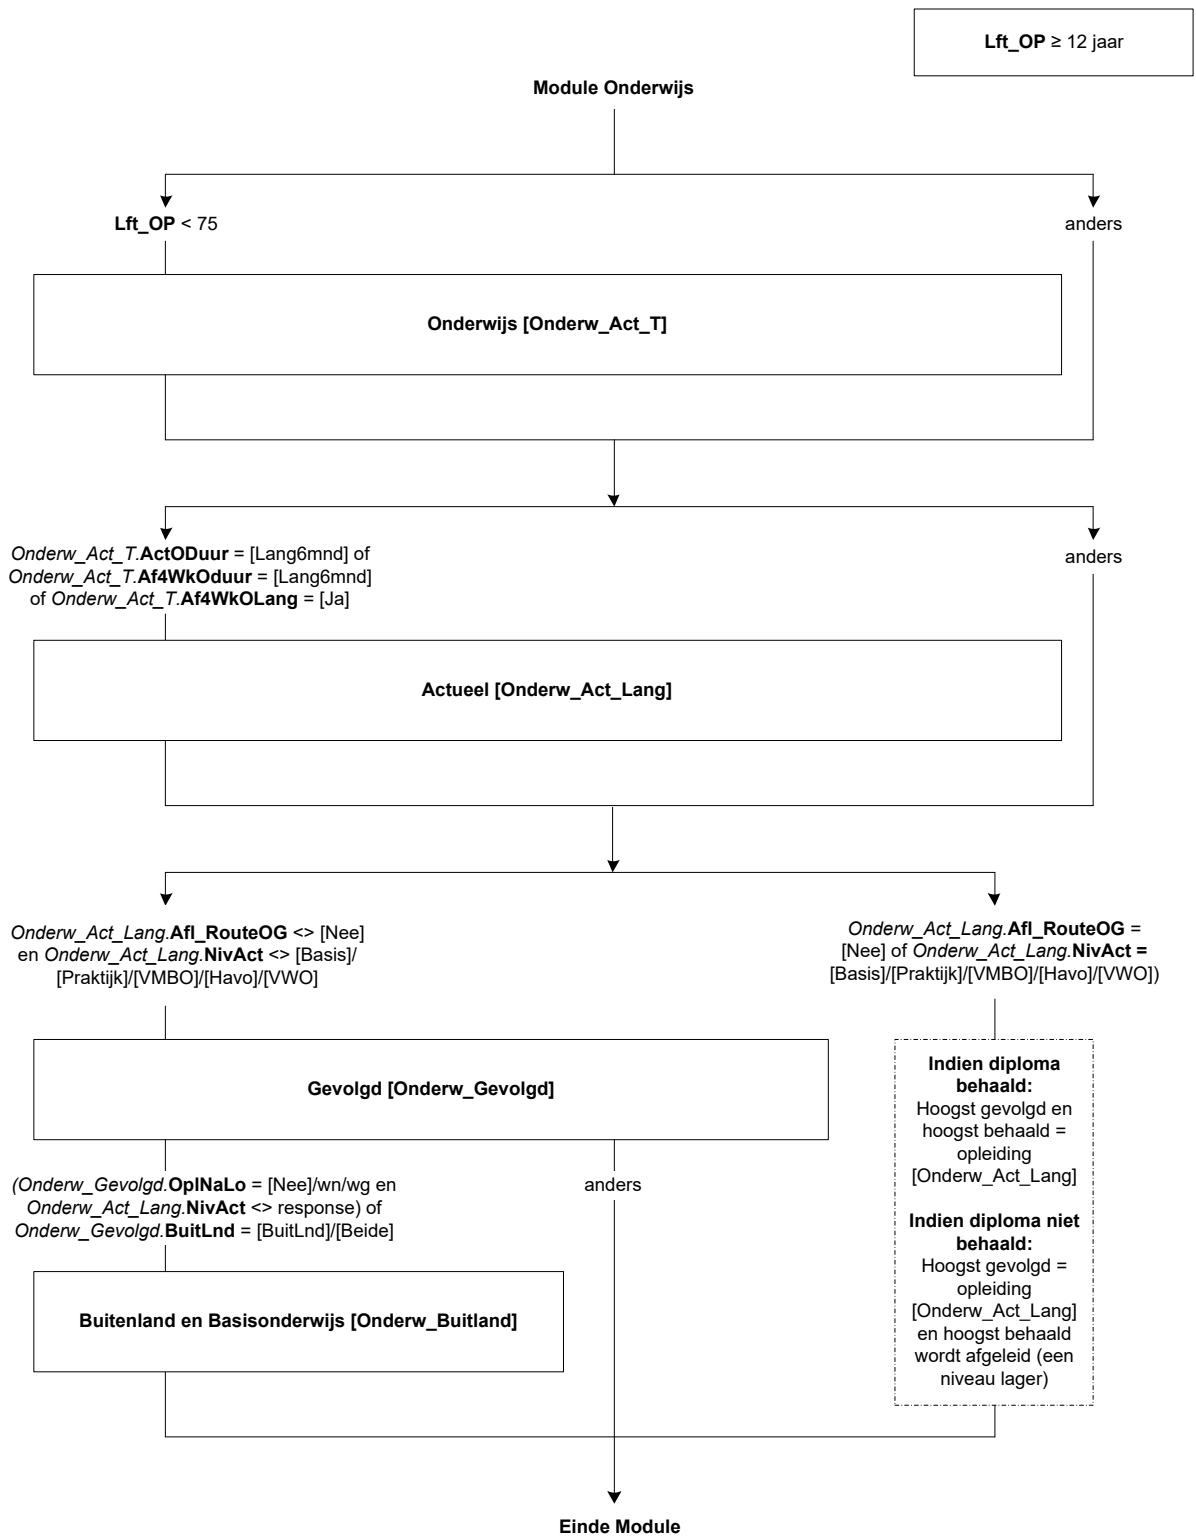 Lft_OP ≥ 12 jaar
Module Onderwijs
Lft_OP < 75
anders
Onderwijs [Onderw_Act_T]
Onderw_Act_T.ActODuur = [Lang6mnd] of
Onderw_Act_T.Af4WkOduur = [Lang6mnd]
of Onderw_Act_T.Af4WkOLang = [Ja]
anders
Actueel [Onderw_Act_Lang]
Onderw_Act_Lang.Afl_RouteOG <> [Nee]
en Onderw_Act_Lang.NivAct <> [Basis]/
[Praktijk]/[VMBO]/[Havo]/[VWO]
Onderw_Act_Lang.Afl_RouteOG =
[Nee] of Onderw_Act_Lang.NivAct =
[Basis]/[Praktijk]/[VMBO]/[Havo]/[VWO])
Gevolgd [Onderw_Gevolgd]
Indien diploma
behaald:
Hoogst gevolgd en
hoogst behaald =
opleiding
[Onderw_Act_Lang]
Indien diploma niet
behaald:
Hoogst gevolgd =
opleiding
[Onderw_Act_Lang]
en hoogst behaald
wordt afgeleid (een
niveau lager)
(Onderw_Gevolgd.OplNaLo = [Nee]/wn/wg en
Onderw_Act_Lang.NivAct <> response) of
Onderw_Gevolgd.BuitLnd = [BuitLnd]/[Beide]
anders
Buitenland en Basisonderwijs [Onderw_Buitland]
Einde Module